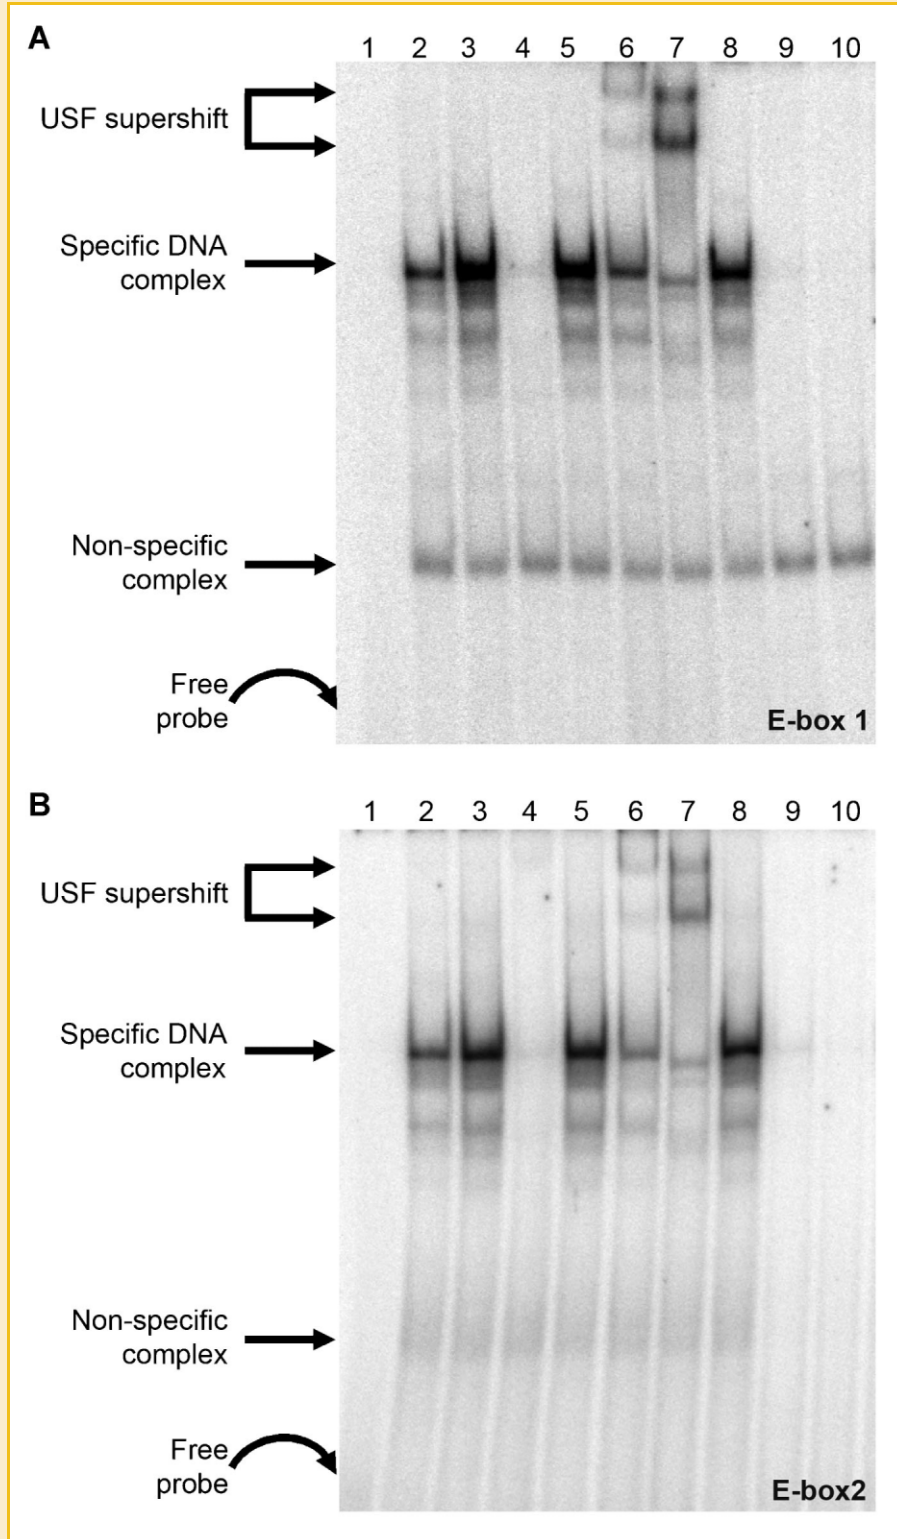 A
1 2 3 4 5 6 7 8 9 10
USF supershift
Specific DNA
complex
Non-specific
complex
Free
probe
E-box 1
B
1 2 3 4 5 6 7 8 9 10
USF supershift
Specific DNA
complex
Non-specific
complex
Free
probe
E-box2